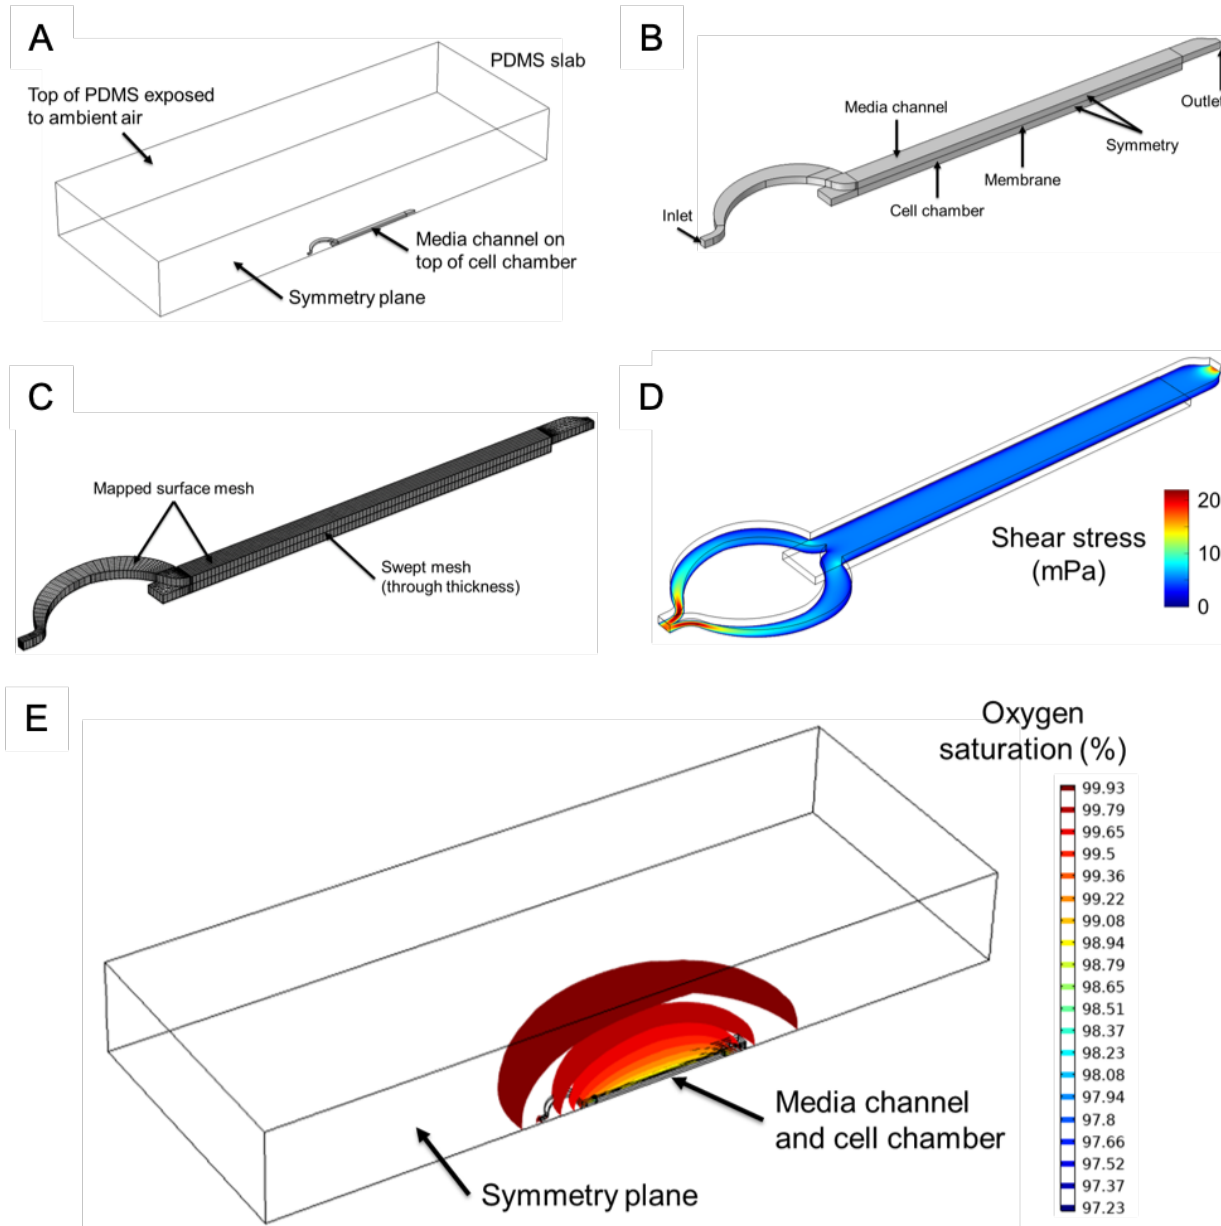 A
PDMS slab
Top of PDMS exposed
to ambient air
Media channel on
top of cell chamber
Symmetry plane
B
Media channel
Outlet
Symmetry
Membrane
Cell chamber
Inlet
C
Mapped surface mesh
Swept mesh
(through thickness)
D
Shear stress
(mPa)
20
10
0
E
Oxygen
saturation (%)
99.93
99.79
99.65
99.5
99.36
99.22
99.08
98.94
98.79
98.65
98.51
98.37
98.23
98.08
97.94
97.8
97.66
97.52
97.37
97.23
Media channel
and cell chamber
Symmetry plane